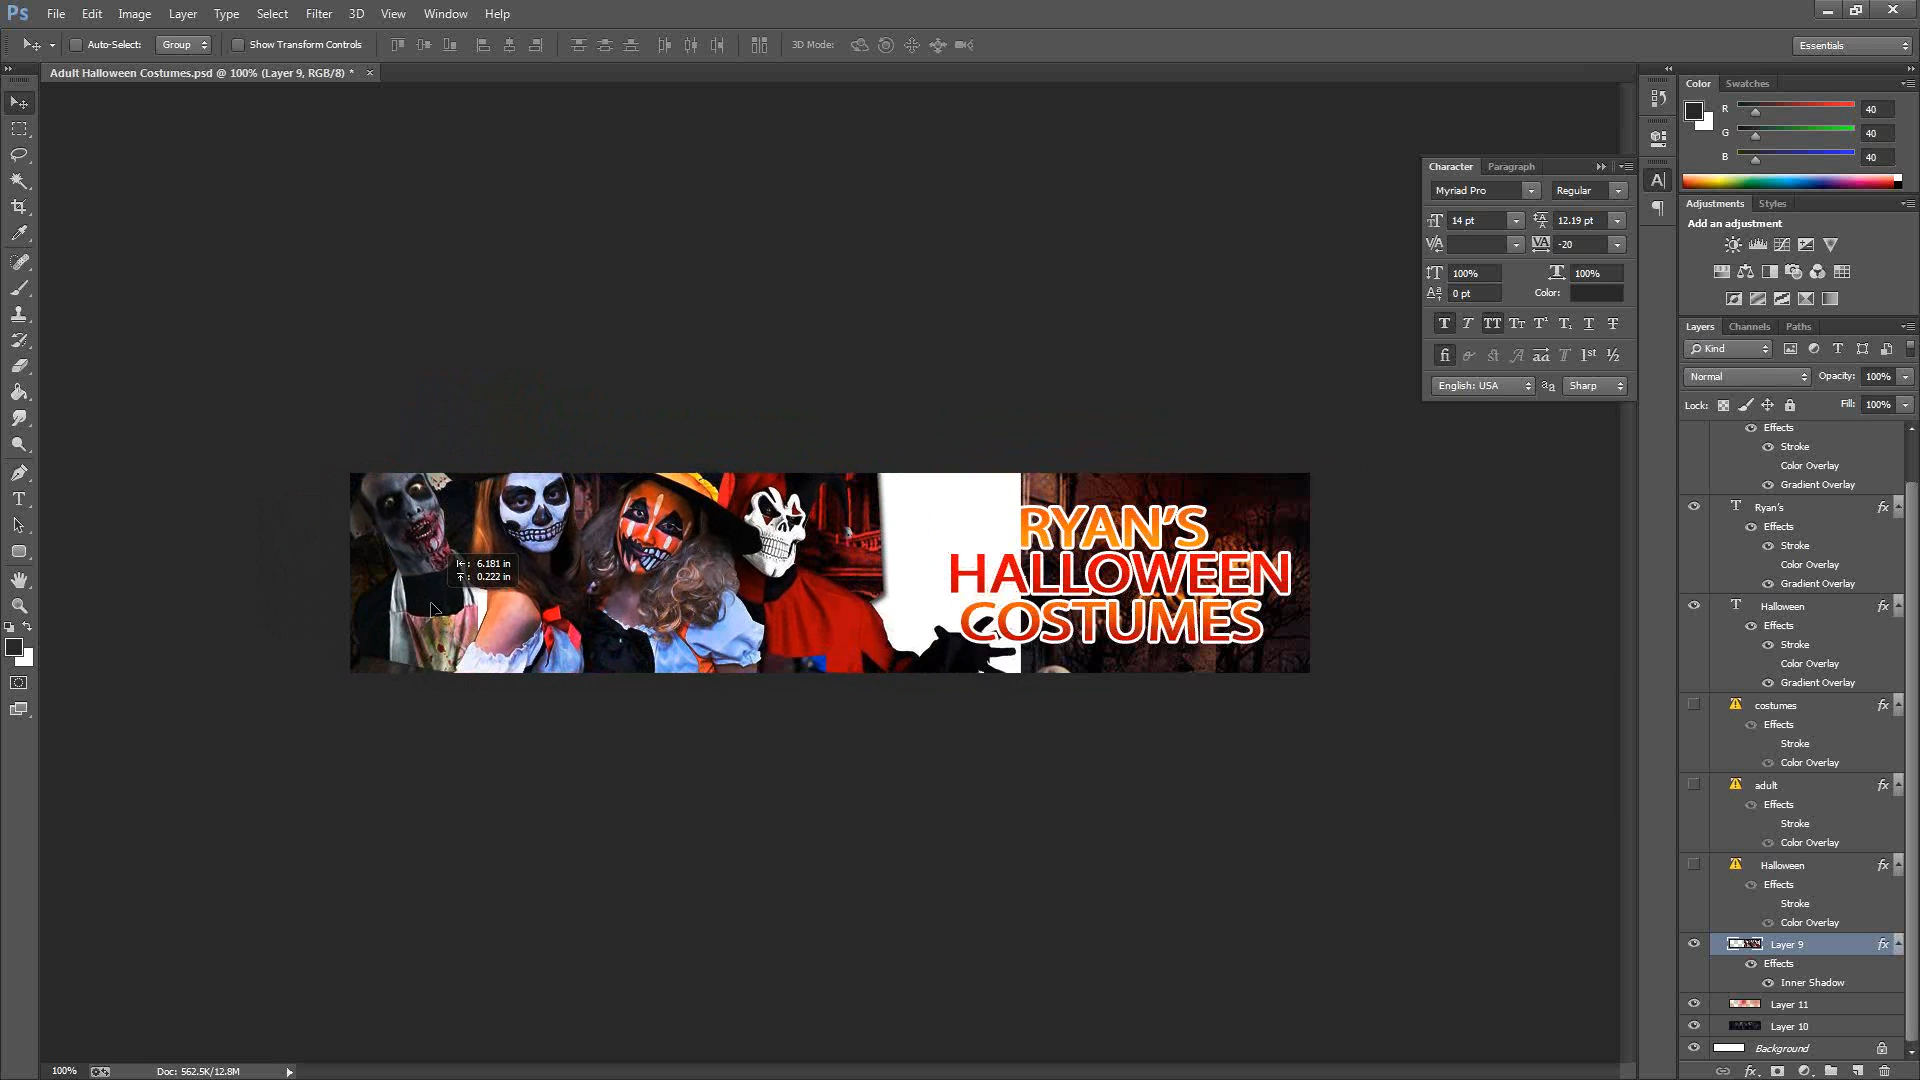 Ps File Edit Image Layer Type Select Filter 3D View Window Help
Auto-Select: Group Show Transform Controls 3D Mode: Essentials
Adult Halloween Costumes.psd @ 100% (Layer 9, RGB/8) * ×
Color Swatches
R 40
G 40
B 40
Character Paragraph
Myriad Pro Regular
14 pt 12.19 pt
-20
100% 100%
0 pt Color:
English: USA Sharp
Adjustments Styles
Add an adjustment
Layers Channels Paths
Kind
Normal Opacity: 100%
Lock: Fill: 100%
Effects
Stroke
Color Overlay
Gradient Overlay
Ryan's fx
Effects
Stroke
Color Overlay
Gradient Overlay
Halloween fx
Effects
Stroke
Color Overlay
Gradient Overlay
costumes fx
Effects
Stroke
Color Overlay
adult fx
Effects
Stroke
Color Overlay
Halloween fx
Effects
Stroke
Color Overlay
Layer 9 fx
Effects
Inner Shadow
Layer 11
Layer 10
Background
RYAN'S
HALLOWEEN
COSTUMES
6.181 in
0.222 in
100% Doc: 562.5K/12.8M